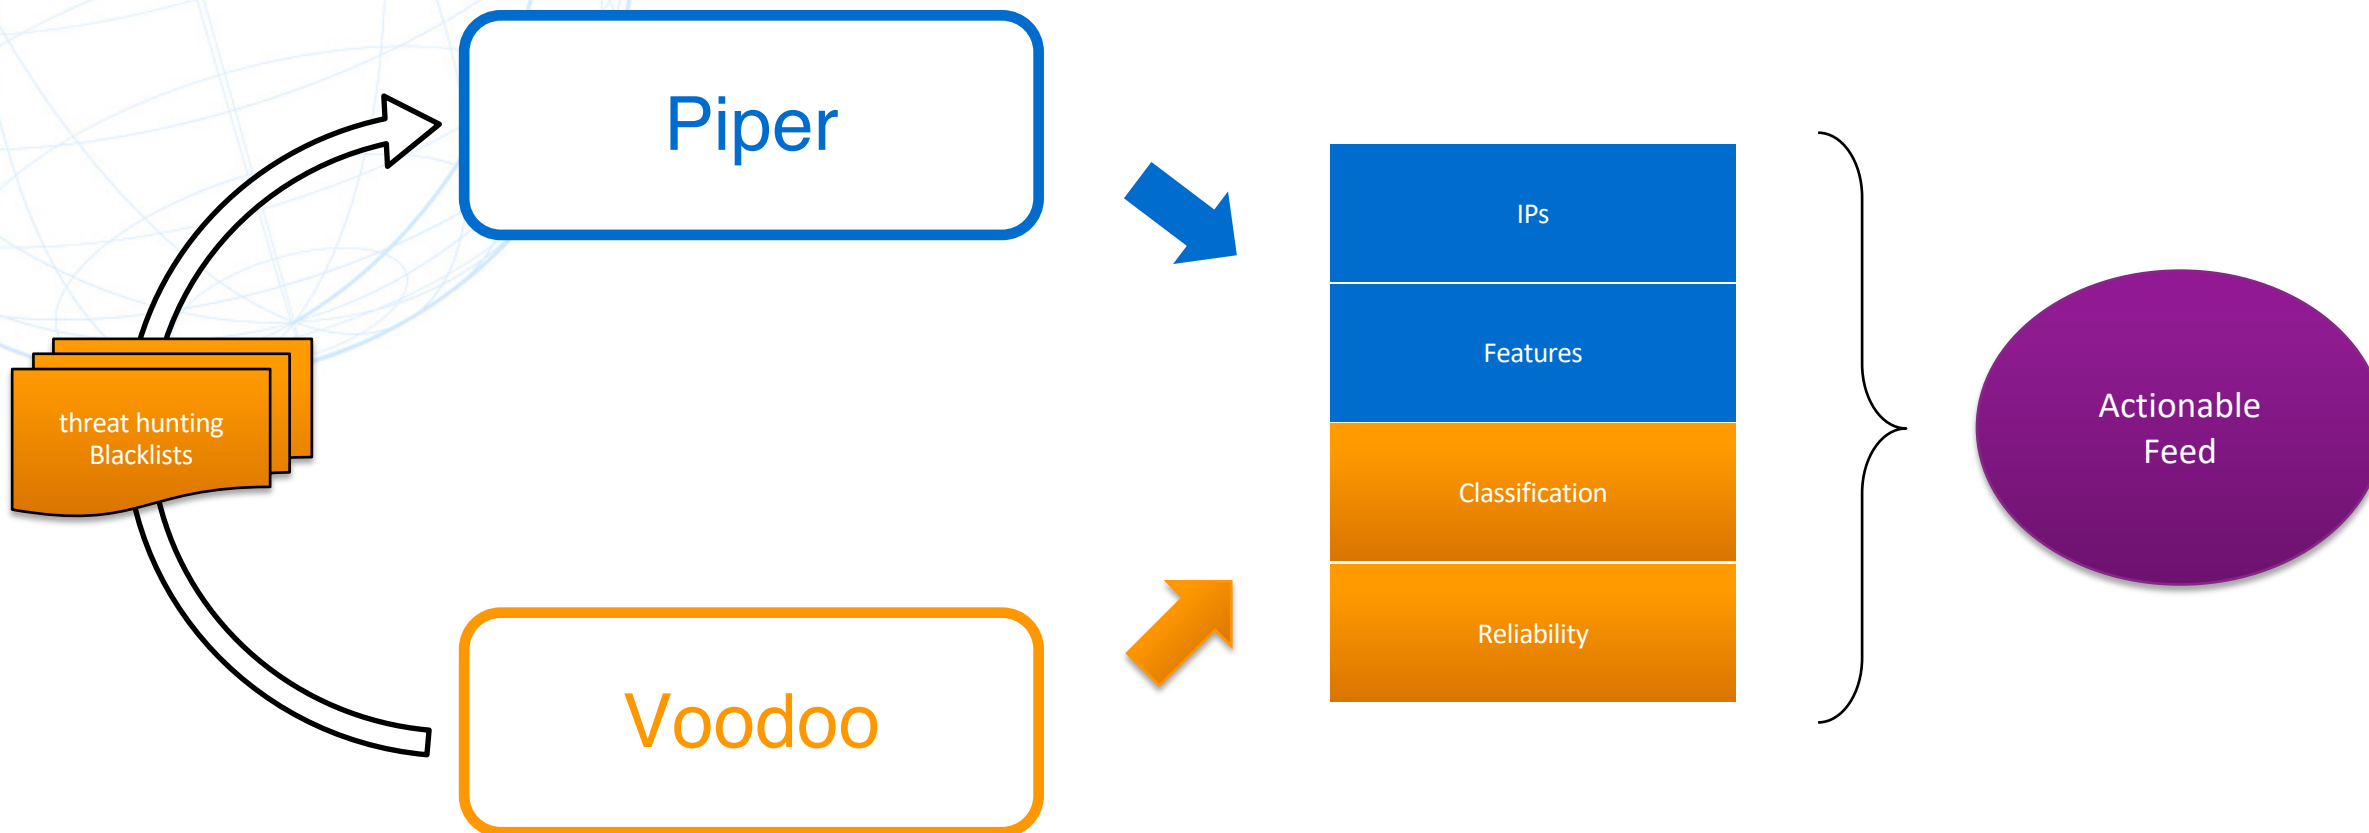 Piper
threat hunting
Blacklists
Voodoo
IPs
Features
Classification
Reliability
Actionable
Feed